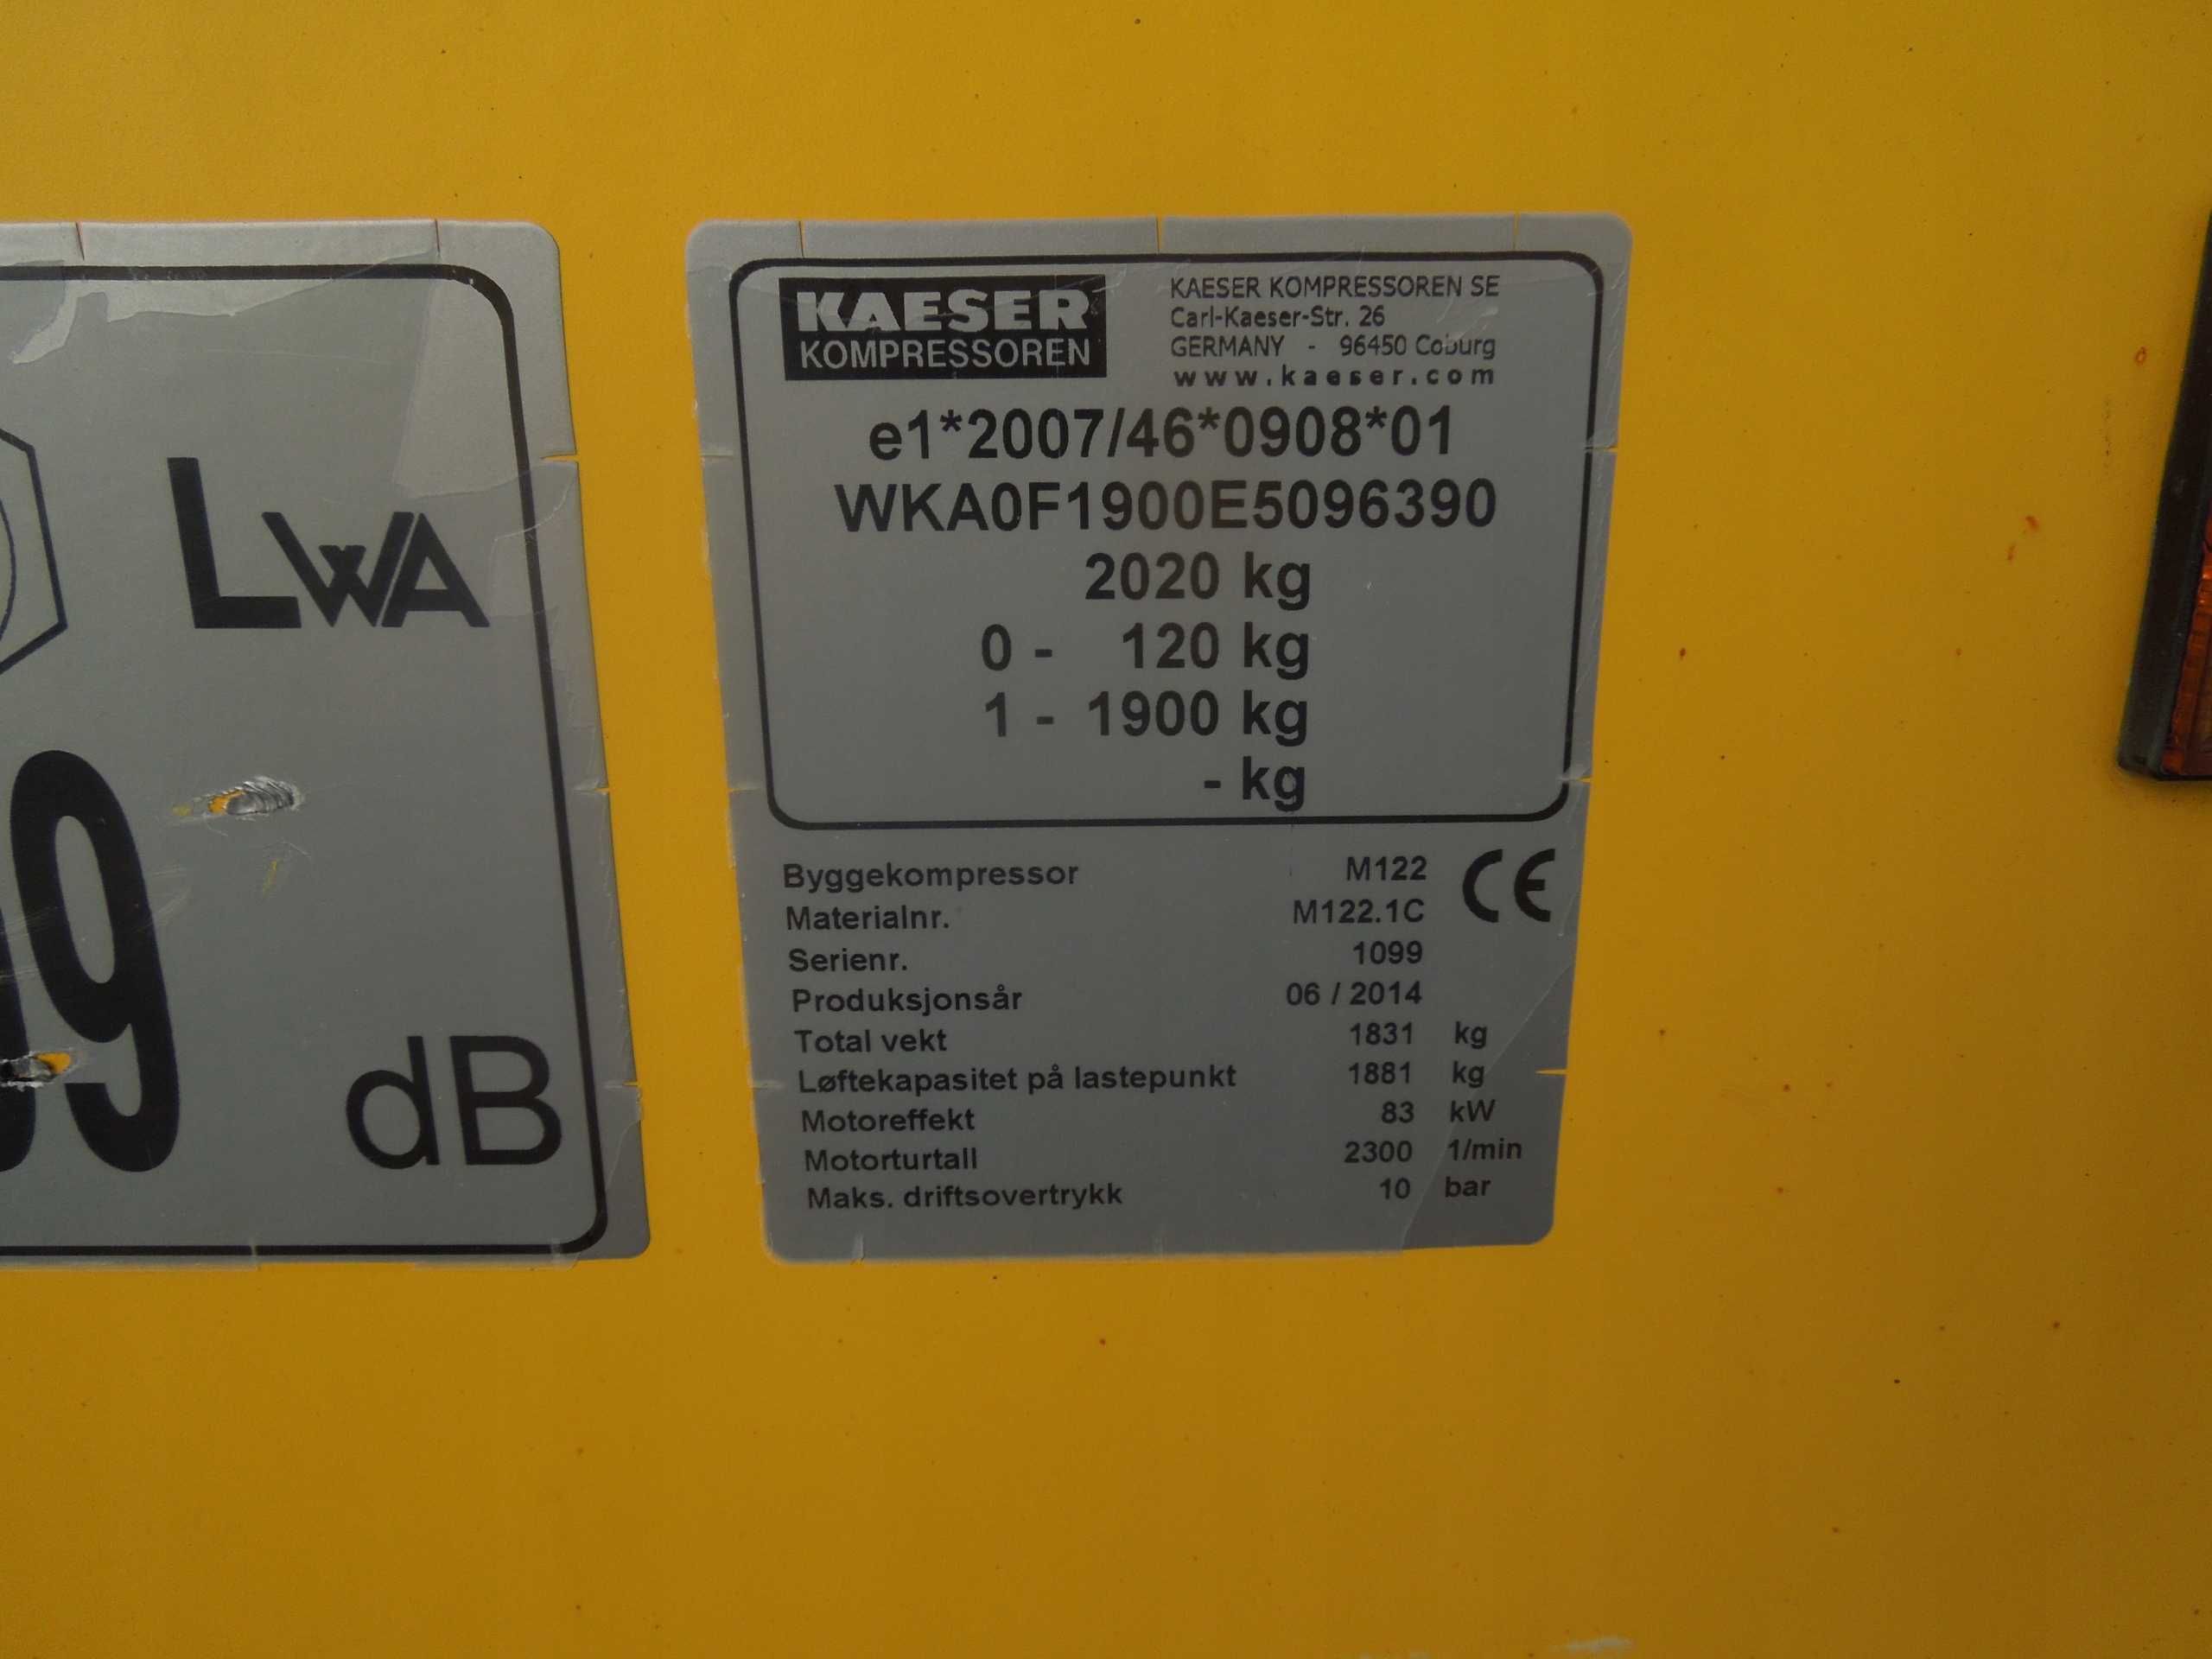 LWA
9
dB
KAESER
KOMPRESSOREN
KAESER KOMPRESSOREN SE
Carl-Kaeser-Str. 26
GERMANY - 96450 Coburg
www.kaeser.com
e1*2007/46*0908*01
WKA0F1900E5096390
2020 kg
0 - 120 kg
1 - 1900 kg
- kg
Byggekompressor M122 CE
Materialnr. M122.1C
Serienr. 1099
Produksjonsår 06 / 2014
Total vekt 1831 kg
Løftekapasitet på lastepunkt 1881 kg
Motoreffekt 83 kW
Motorturtall 2300 1/min
Maks. driftsovertrykk 10 bar